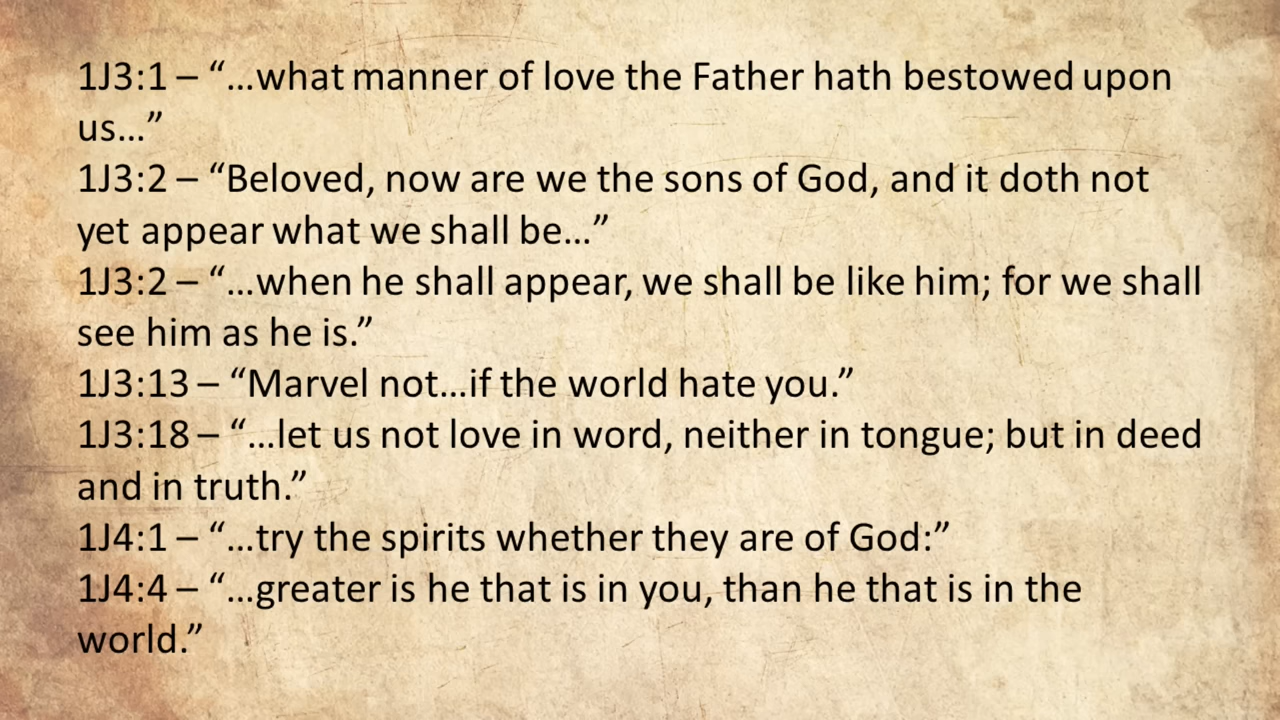 1J3:1 – “…what manner of love the Father hath bestowed upon
us…”
1J3:2 – “Beloved, now are we the sons of God, and it doth not
yet appear what we shall be…”
1J3:2 – “…when he shall appear, we shall be like him; for we shall
see him as he is.”
1J3:13 – “Marvel not…if the world hate you.”
1J3:18 – “…let us not love in word, neither in tongue; but in deed
and in truth.”
1J4:1 – “…try the spirits whether they are of God:”
1J4:4 – “…greater is he that is in you, than he that is in the
world.”